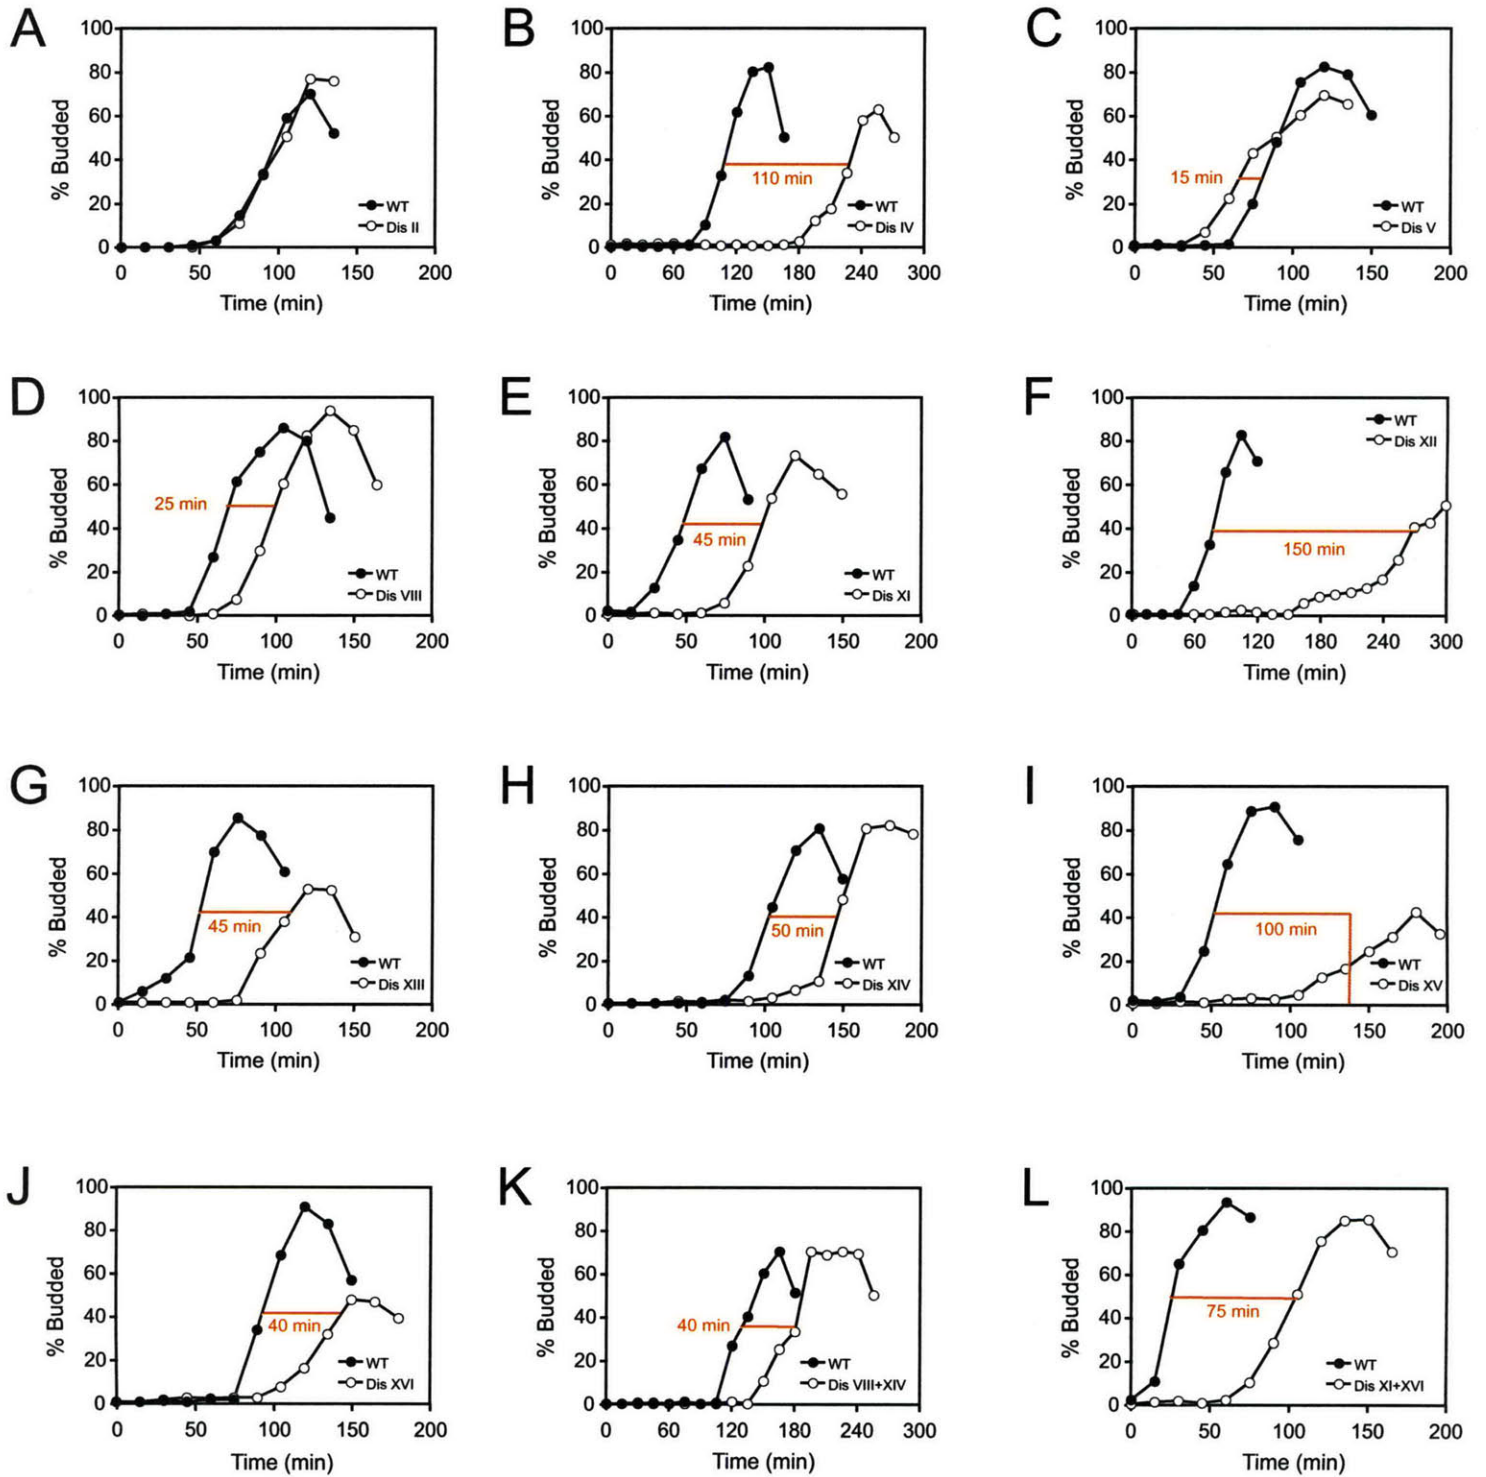 A
100
80
60
40
20
0
% Budded
WT
Dis II
0 50 100 150 200
Time (min)
B
100
80
60
40
20
0
% Budded
110 min
WT
Dis IV
0 60 120 180 240 300
Time (min)
C
100
80
60
40
20
0
% Budded
15 min
WT
Dis V
0 50 100 150 200
Time (min)
D
100
80
60
40
20
0
% Budded
25 min
WT
Dis VIII
0 50 100 150 200
Time (min)
E
100
80
60
40
20
0
% Budded
45 min
WT
Dis XI
0 50 100 150 200
Time (min)
F
100
80
60
40
20
0
% Budded
WT
Dis XII
150 min
0 60 120 180 240 300
Time (min)
G
100
80
60
40
20
0
% Budded
45 min
WT
Dis XIII
0 50 100 150 200
Time (min)
H
100
80
60
40
20
0
% Budded
50 min
WT
Dis XIV
0 50 100 150 200
Time (min)
I
100
80
60
40
20
0
% Budded
100 min
WT
Dis XV
0 50 100 150 200
Time (min)
J
100
80
60
40
20
0
% Budded
40 min
WT
Dis XVI
0 50 100 150 200
Time (min)
K
100
80
60
40
20
0
% Budded
40 min
WT
Dis VIII+XIV
0 60 120 180 240 300
Time (min)
L
100
80
60
40
20
0
% Budded
75 min
WT
Dis XI+XVI
0 50 100 150 200
Time (min)